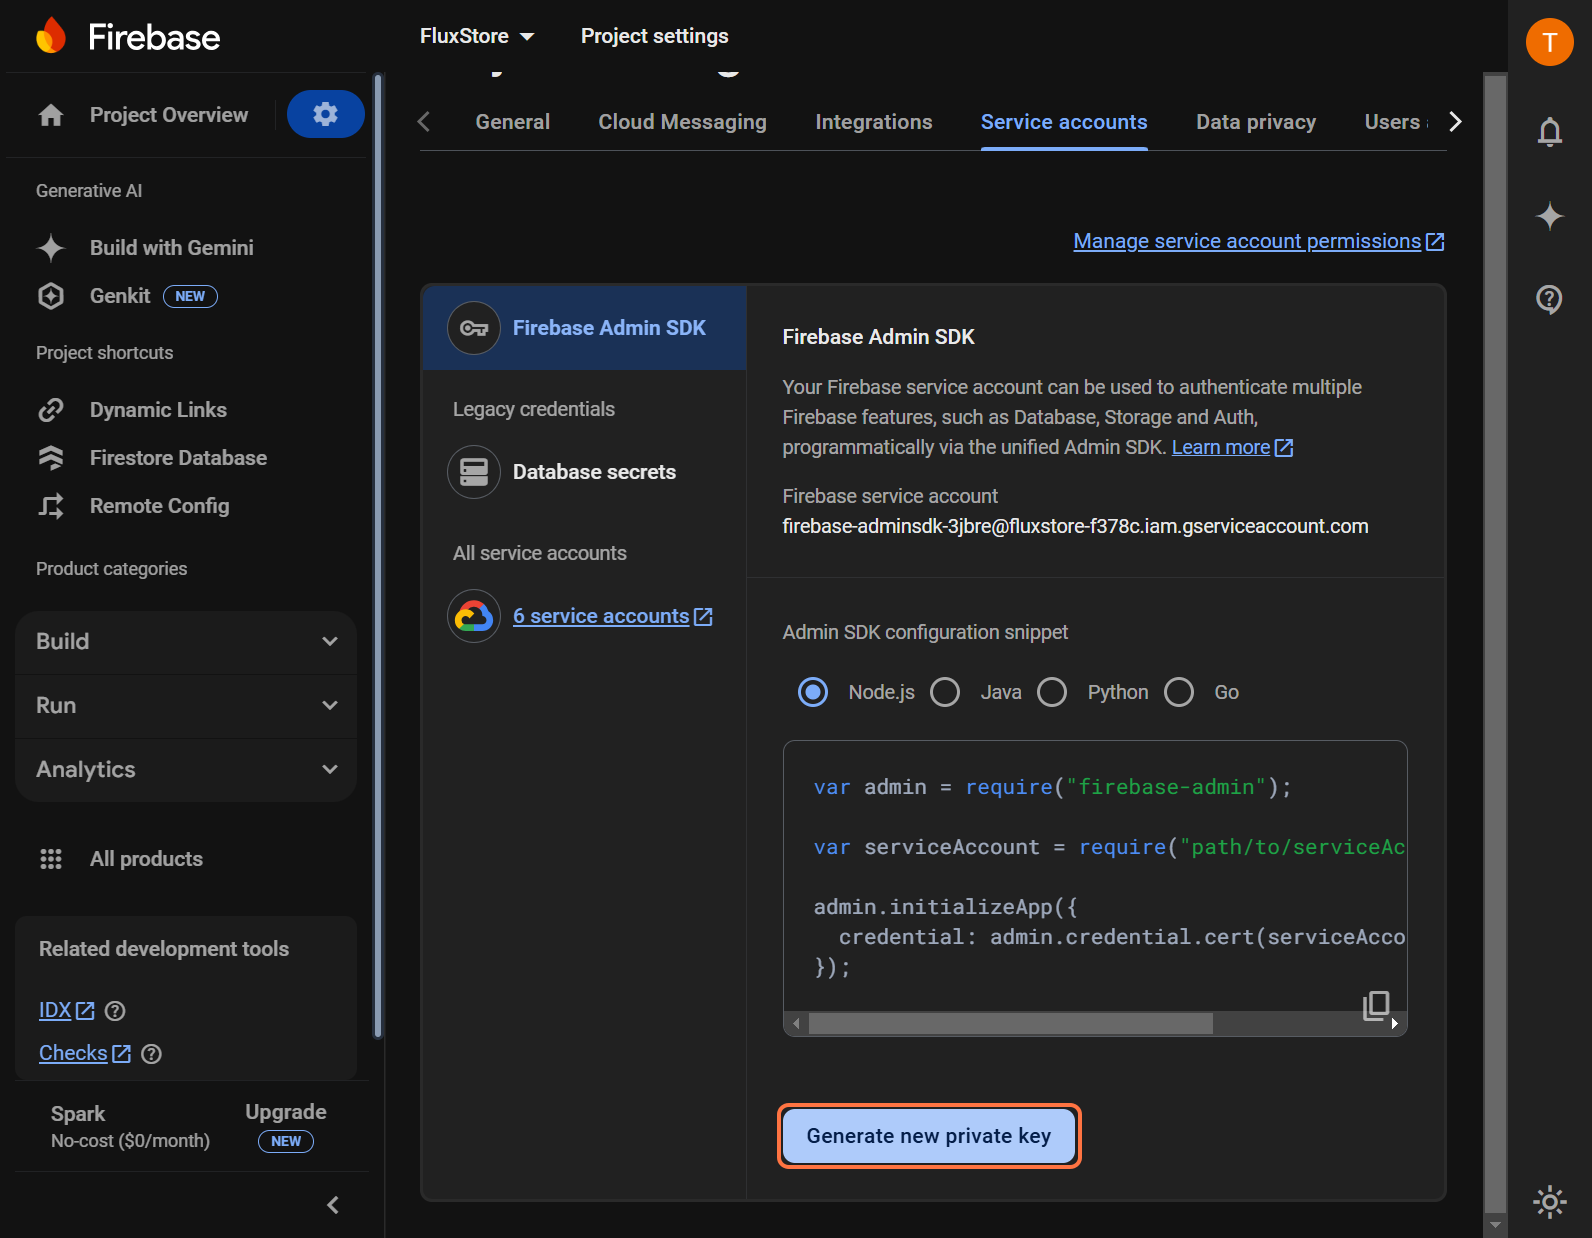 Firebase
FluxStore
Project settings
T
Project Overview
General
Cloud Messaging
Integrations
Service accounts
Data privacy
Users
Generative AI
Build with Gemini
Genkit NEW
Project shortcuts
Dynamic Links
Firestore Database
Remote Config
Product categories
Build
Run
Analytics
All products
Related development tools
IDX
Checks
Spark
No-cost ($0/month)
Upgrade
NEW
Manage service account permissions
Firebase Admin SDK
Legacy credentials
Database secrets
All service accounts
6 service accounts
Firebase Admin SDK
Your Firebase service account can be used to authenticate multiple
Firebase features, such as Database, Storage and Auth,
programmatically via the unified Admin SDK. Learn more
Firebase service account
firebase-adminsdk-3jbre@fluxstore-f378c.iam.gserviceaccount.com
Admin SDK configuration snippet
Node.js Java Python Go
var admin = require("firebase-admin");
var serviceAccount = require("path/to/serviceAc
admin.initializeApp({
credential: admin.credential.cert(serviceAcco
});
Generate new private key